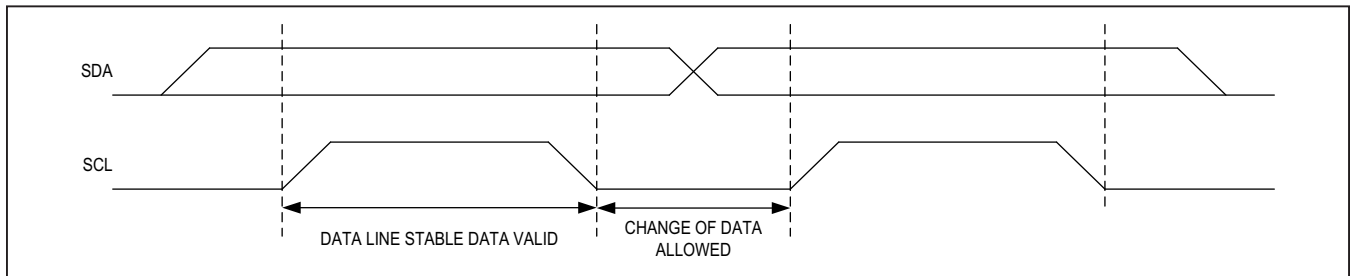 SDA
SCL
DATA LINE STABLE DATA VALID
CHANGE OF DATA
ALLOWED